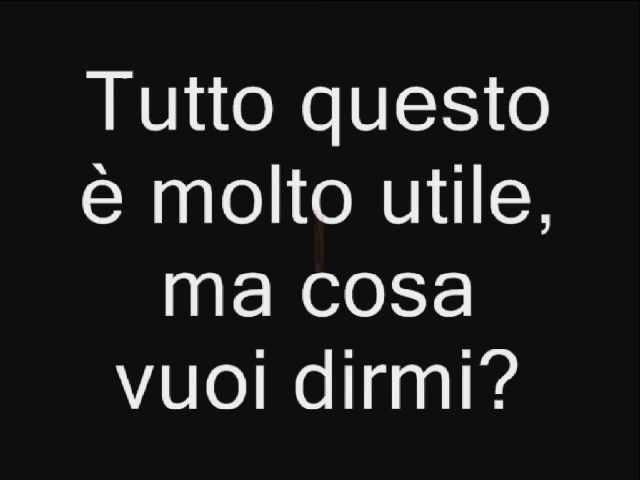 Tutto questo
è molto utile,
ma cosa
vuoi dirmi?